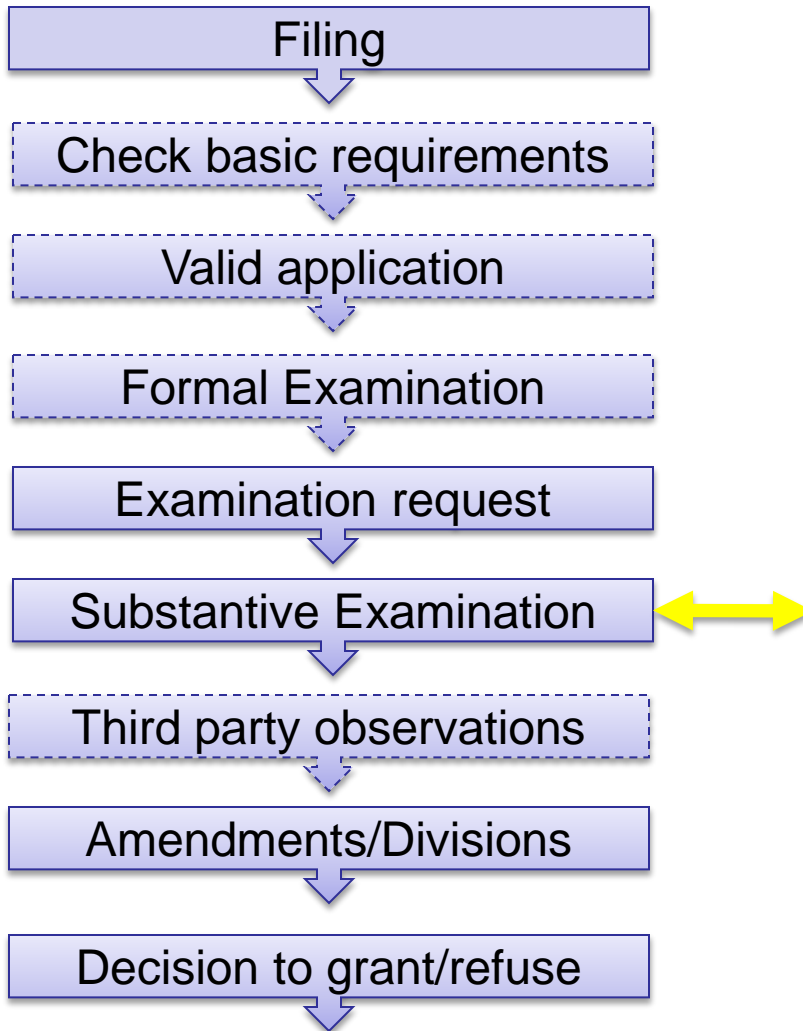 Filing
Check basic requirements
Valid application
Formal Examination
Examination request
Substantive Examination
Third party observations
Amendments/Divisions
Decision to grant/refuse